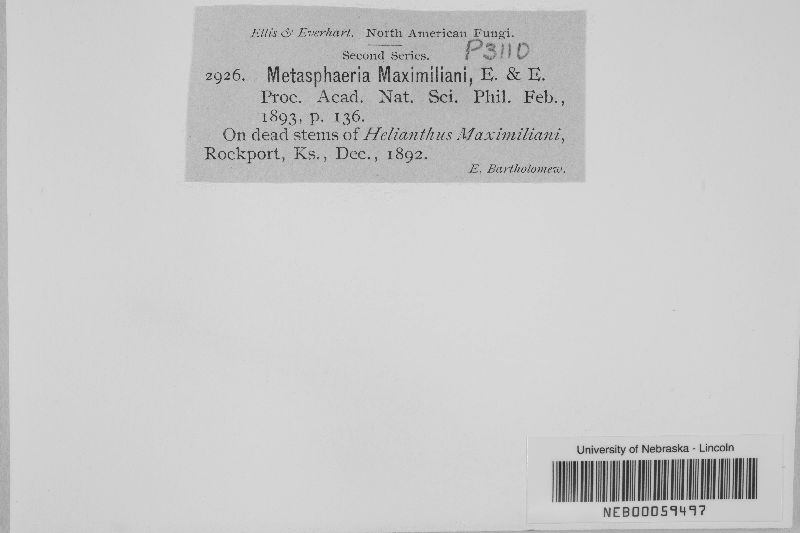 Ellis & Everhart. North American Fungi.
Second Series.
P3110
2926. Metasphaeria Maximiliani, E. & E.
Proc. Acad. Nat. Sci. Phil. Feb.,
1893, p. 136.
On dead stems of Helianthus Maximiliani,
Rockport, Ks., Dec., 1892.
E. Bartholomew.
University of Nebraska - Lincoln
NEB00059497